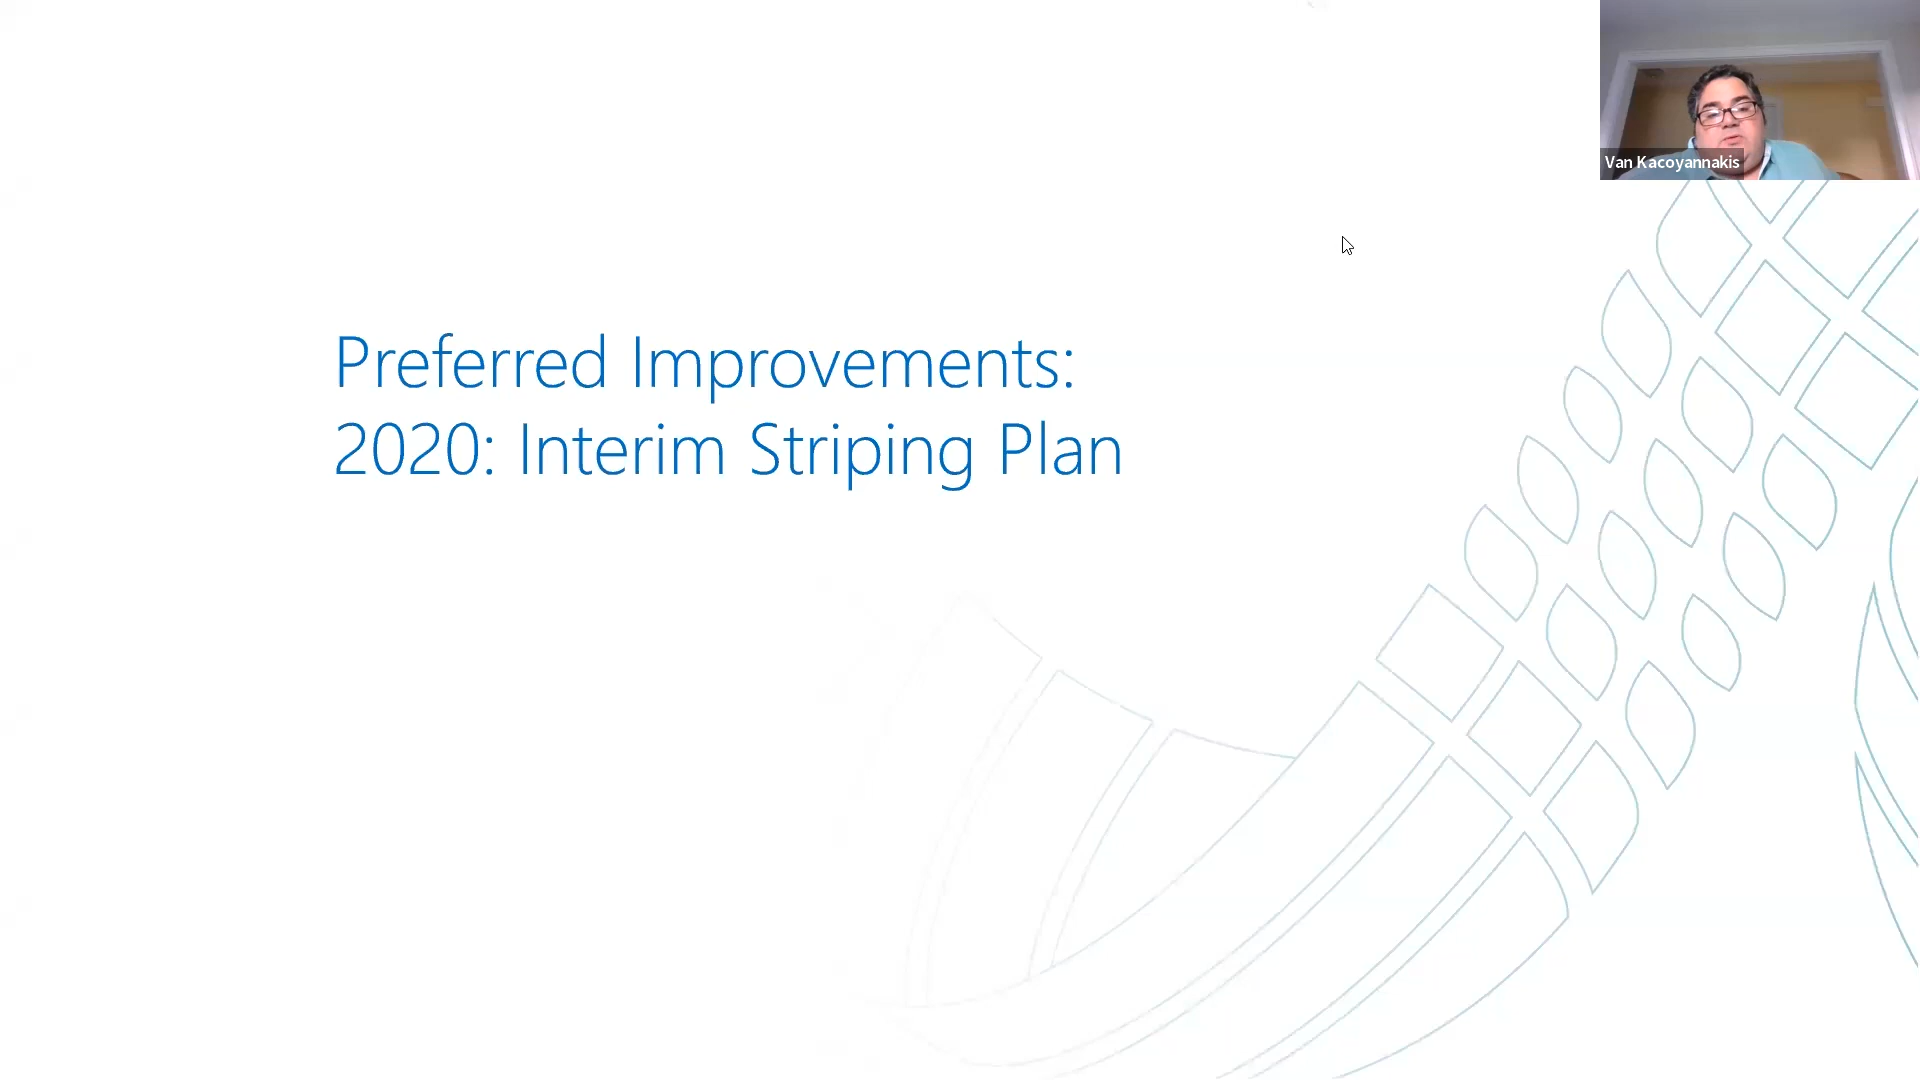 Van Kacoyannakis
Preferred Improvements:
2020: Interim Striping Plan